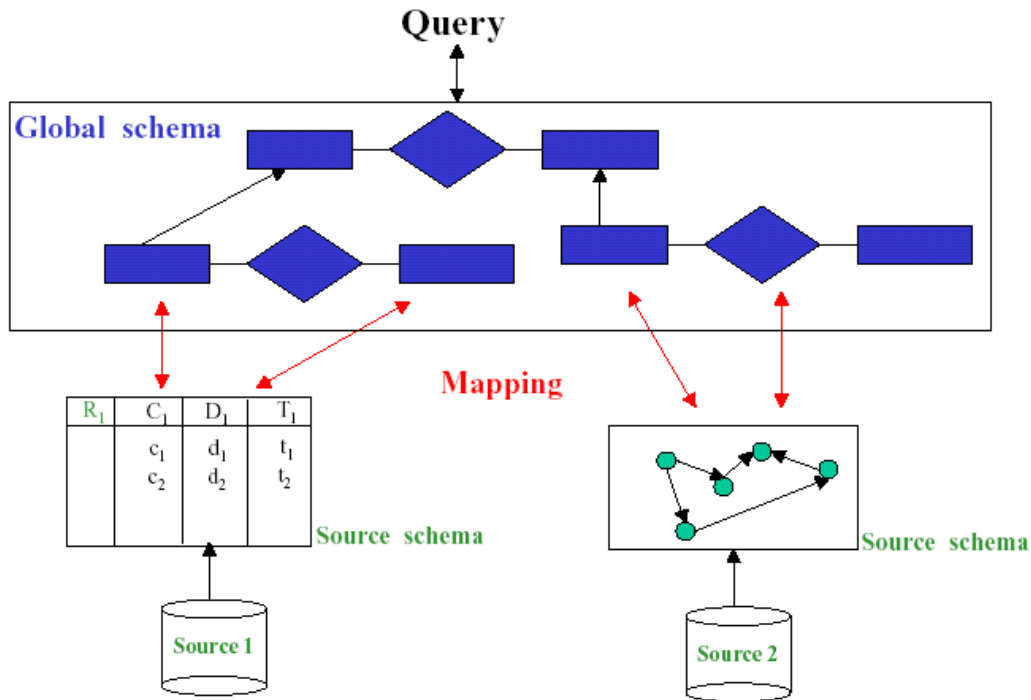 Query
Global schema
Mapping
R₁ C₁ D₁ T₁
c₁ d₁ t₁
c₂ d₂ t₂
Source schema
Source schema
Source 1
Source 2